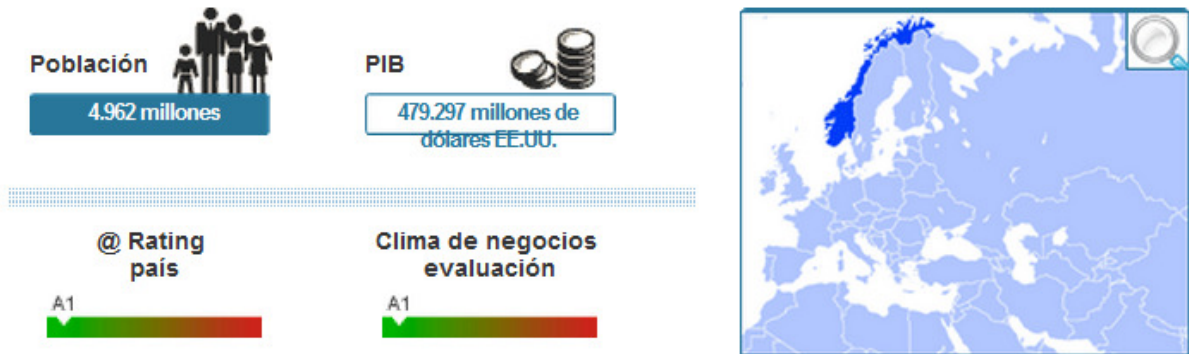 Población
4.962 millones
PIB
479.297 millones de
dólares EE.UU.
@ Rating
país
A1
Clima de negocios
evaluación
A1